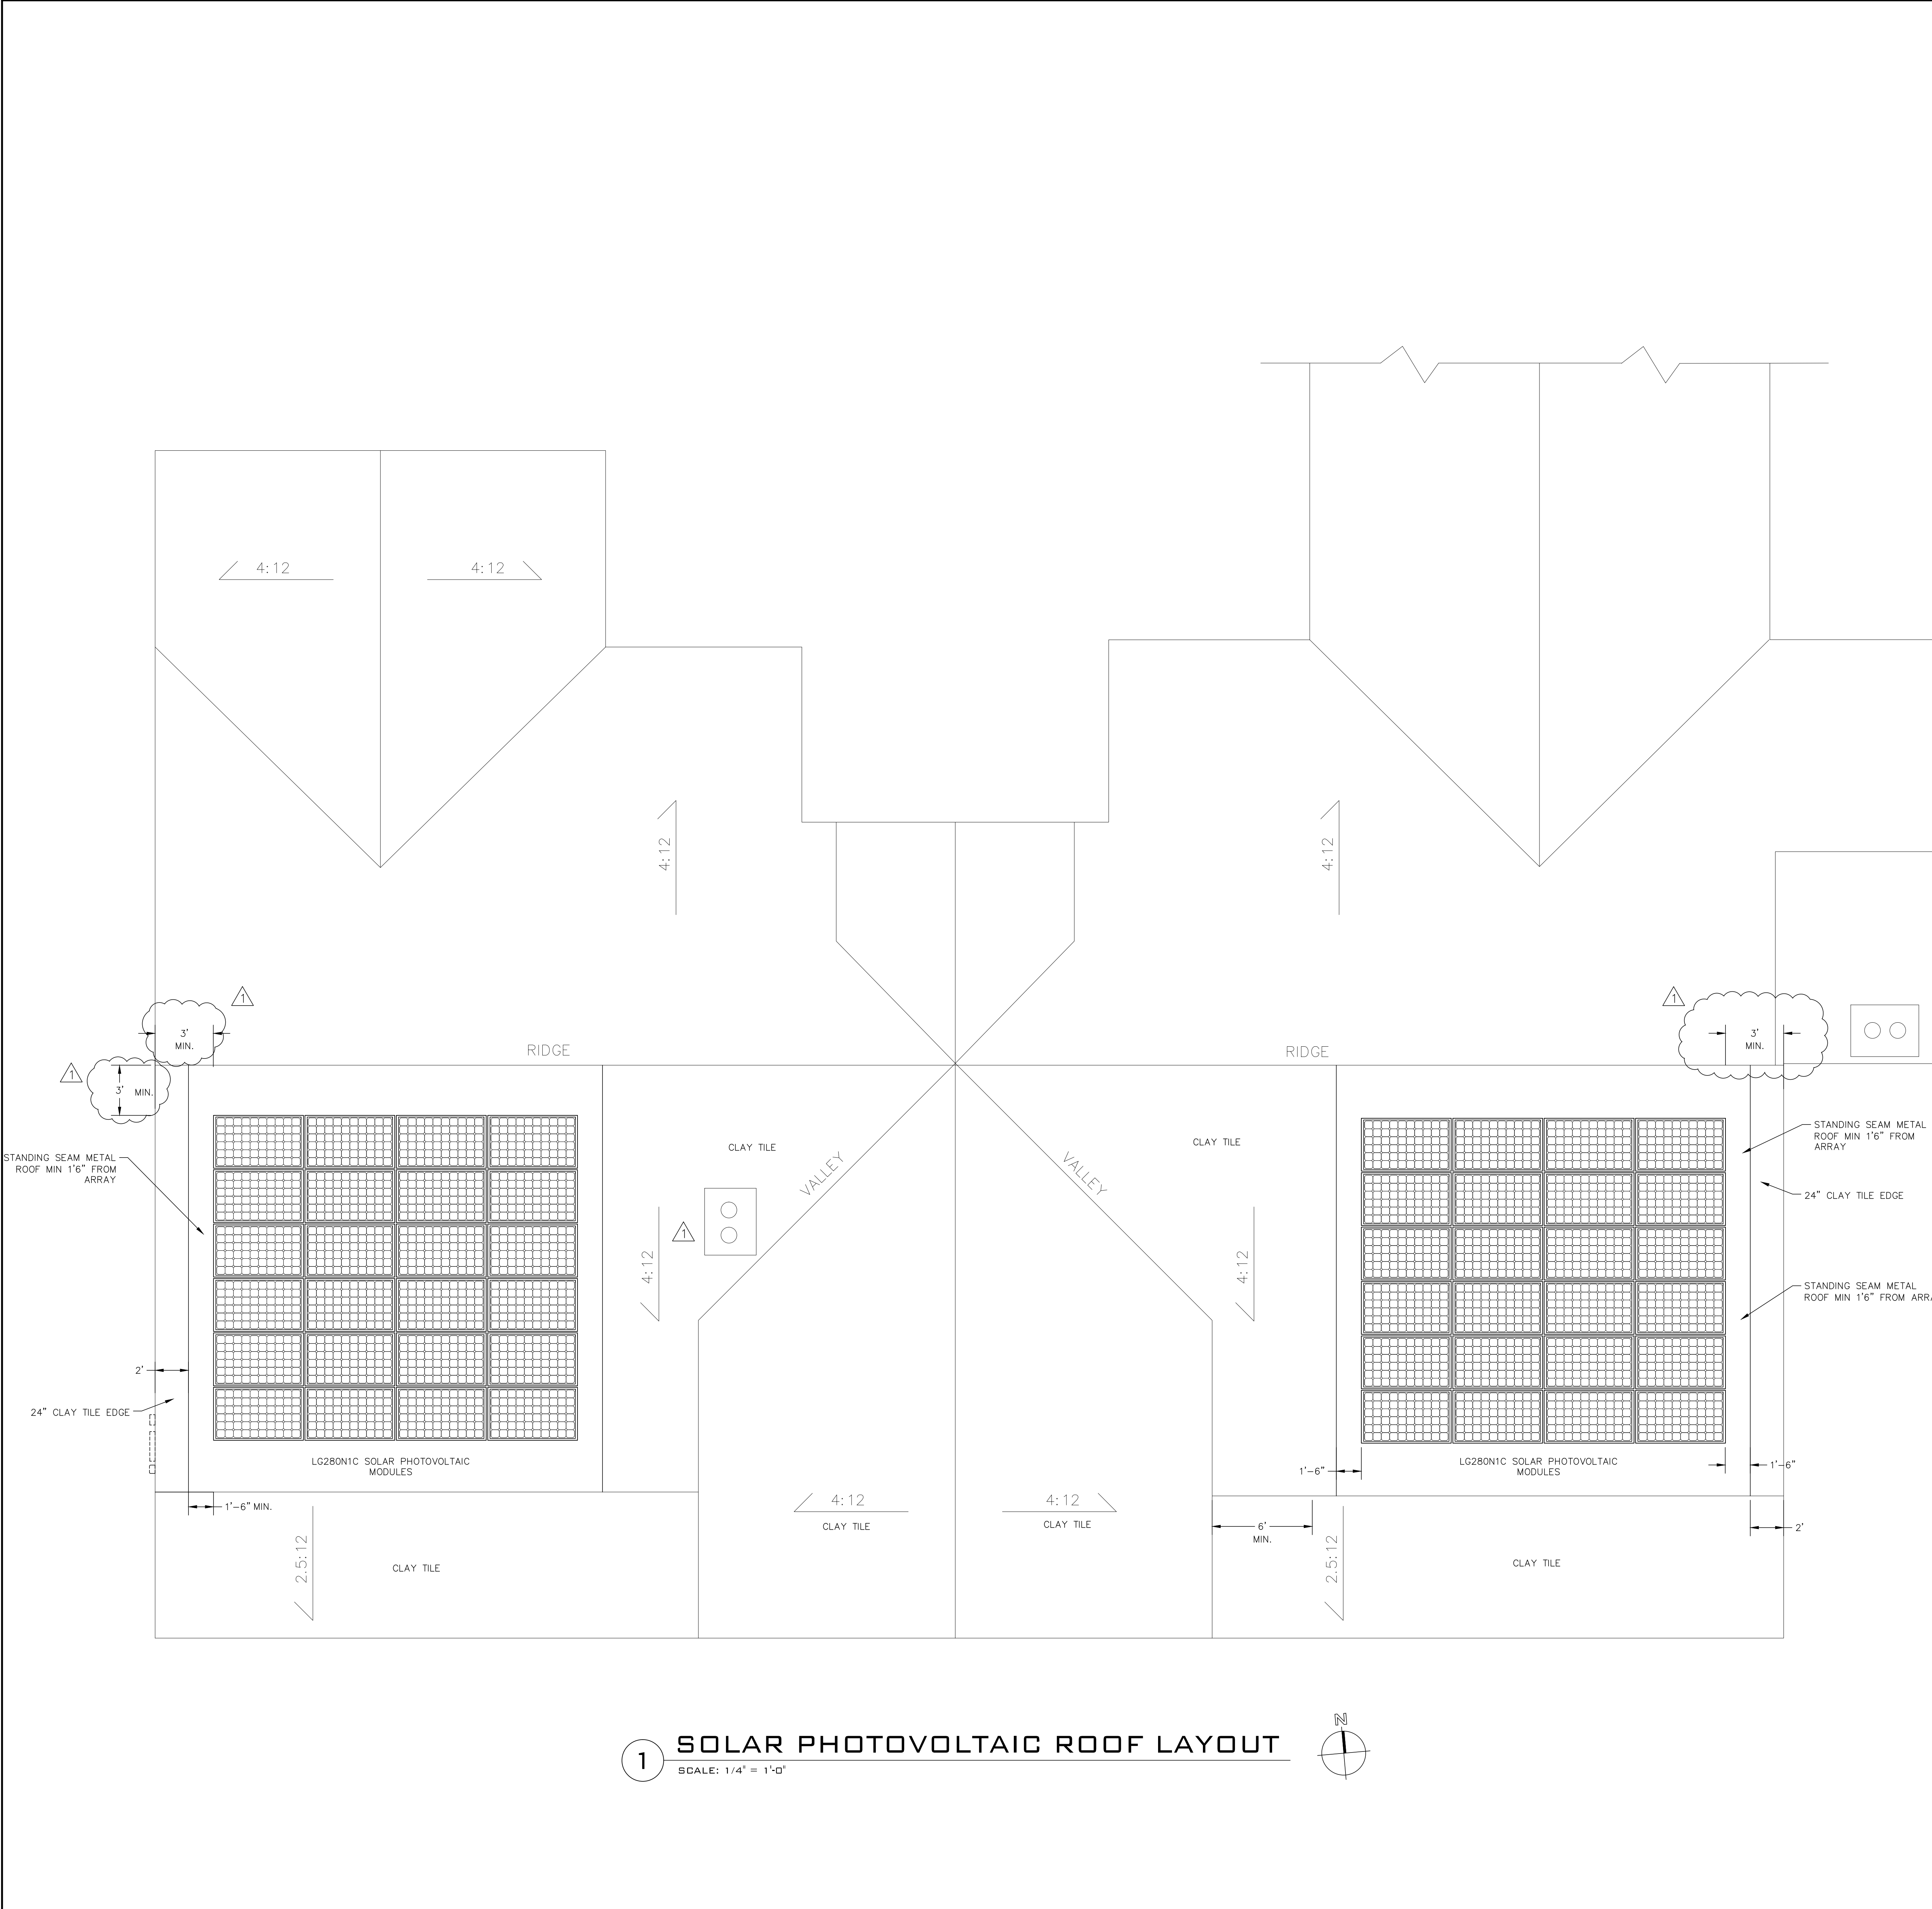 4:12
4:12
4:12
4:12
1
3'
MIN.
1
3'
MIN.
RIDGE
RIDGE
1
3'
MIN.
STANDING SEAM METAL
ROOF MIN 1'6" FROM
ARRAY
CLAY TILE
VALLEY
1
4:12
VALLEY
CLAY TILE
4:12
STANDING SEAM METAL
ROOF MIN 1'6" FROM
ARRAY
24" CLAY TILE EDGE
STANDING SEAM METAL
ROOF MIN 1'6" FROM
2'
24" CLAY TILE EDGE
LG280N1C SOLAR PHOTOVOLTAIC
MODULES
LG280N1C SOLAR PHOTOVOLTAIC
MODULES
1'-6"
1'-6"
1'-6" MIN.
4:12
CLAY TILE
4:12
CLAY TILE
6'
MIN.
2'
2.5:12
CLAY TILE
2.5:12
CLAY TILE
1
SOLAR PHOTOVOLTAIC ROOF LAYOUT
SCALE: 1/4" = 1'-0"
N